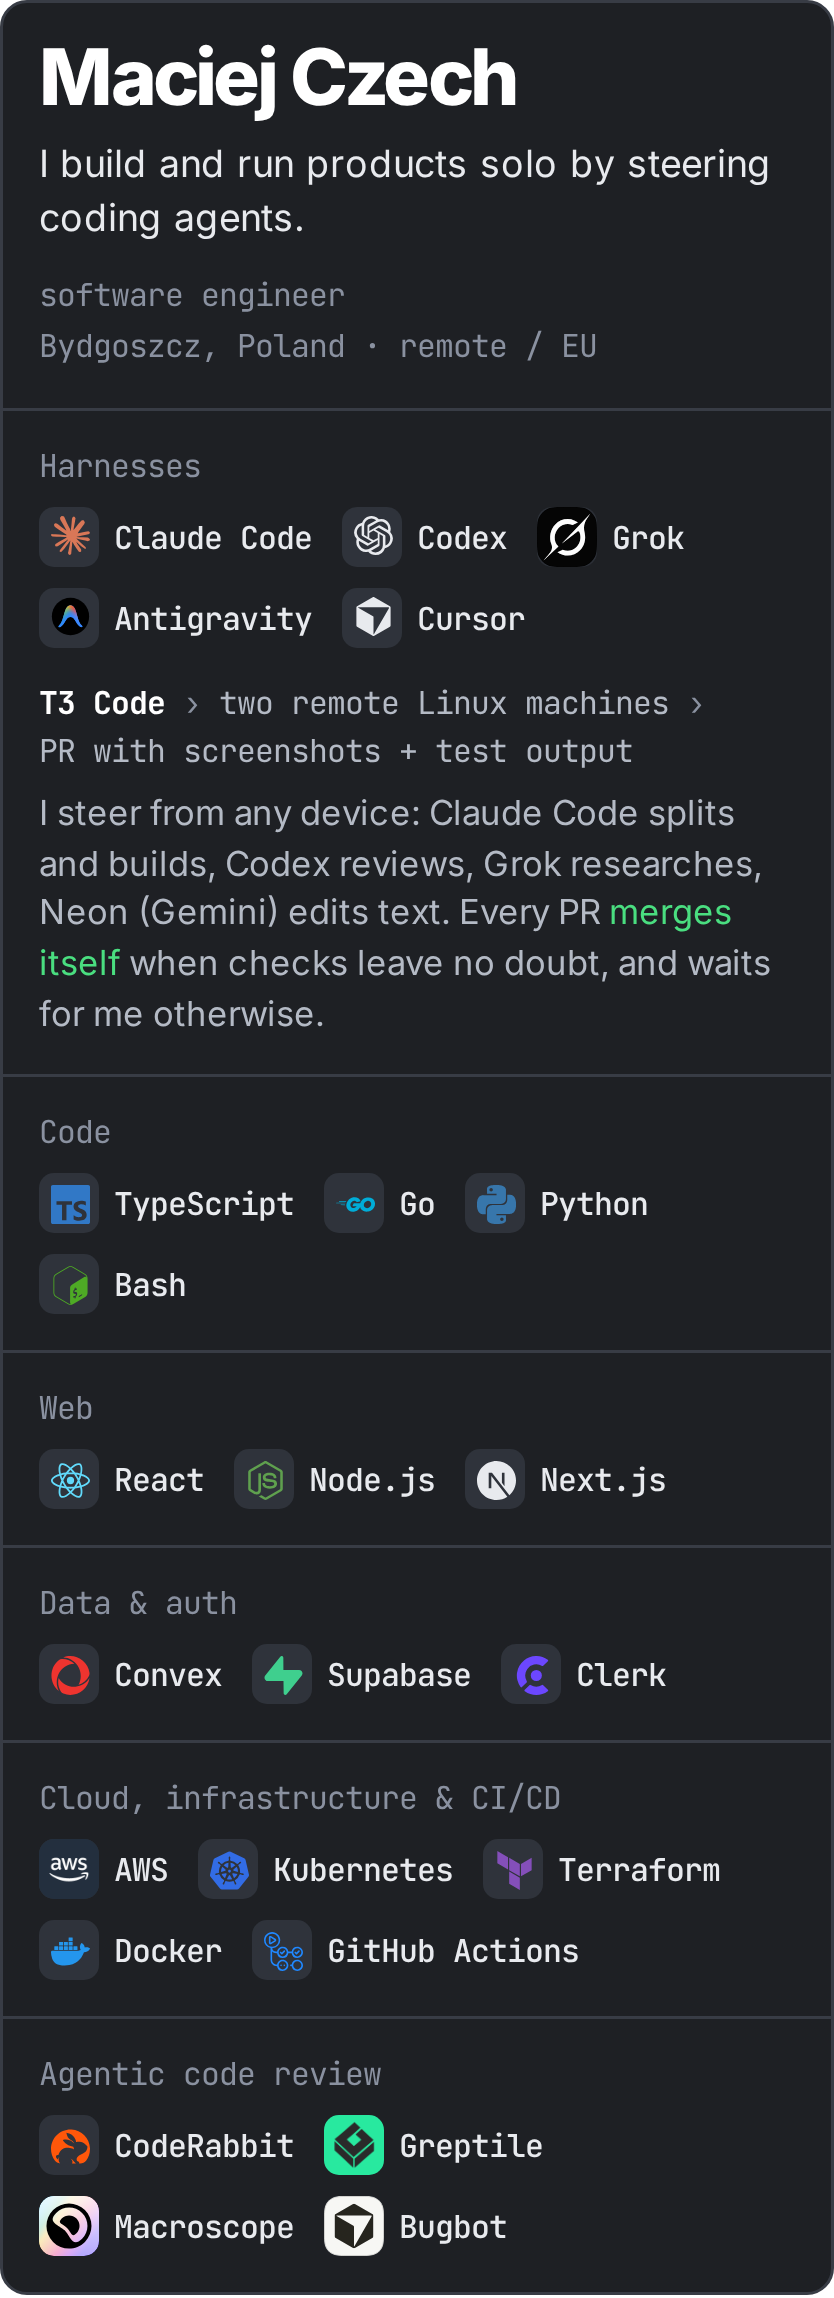 Maciej Czech
I build and run products solo by steering
coding agents.
software engineer
Bydgoszcz, Poland · remote / EU
Harnesses
Claude Code Codex Grok
Antigravity Cursor
T3 Code › two remote Linux machines ›
PR with screenshots + test output
I steer from any device: Claude Code splits
and builds, Codex reviews, Grok researches,
Neon (Gemini) edits text. Every PR merges
itself when checks leave no doubt, and waits
for me otherwise.
Code
TS TypeScript GO Go Python
Bash
Web
React JS Node.js N Next.js
Data & auth
Convex Supabase Clerk
Cloud, infrastructure & CI/CD
aws AWS Kubernetes Terraform
Docker GitHub Actions
Agentic code review
CodeRabbit Greptile
Macroscope Bugbot